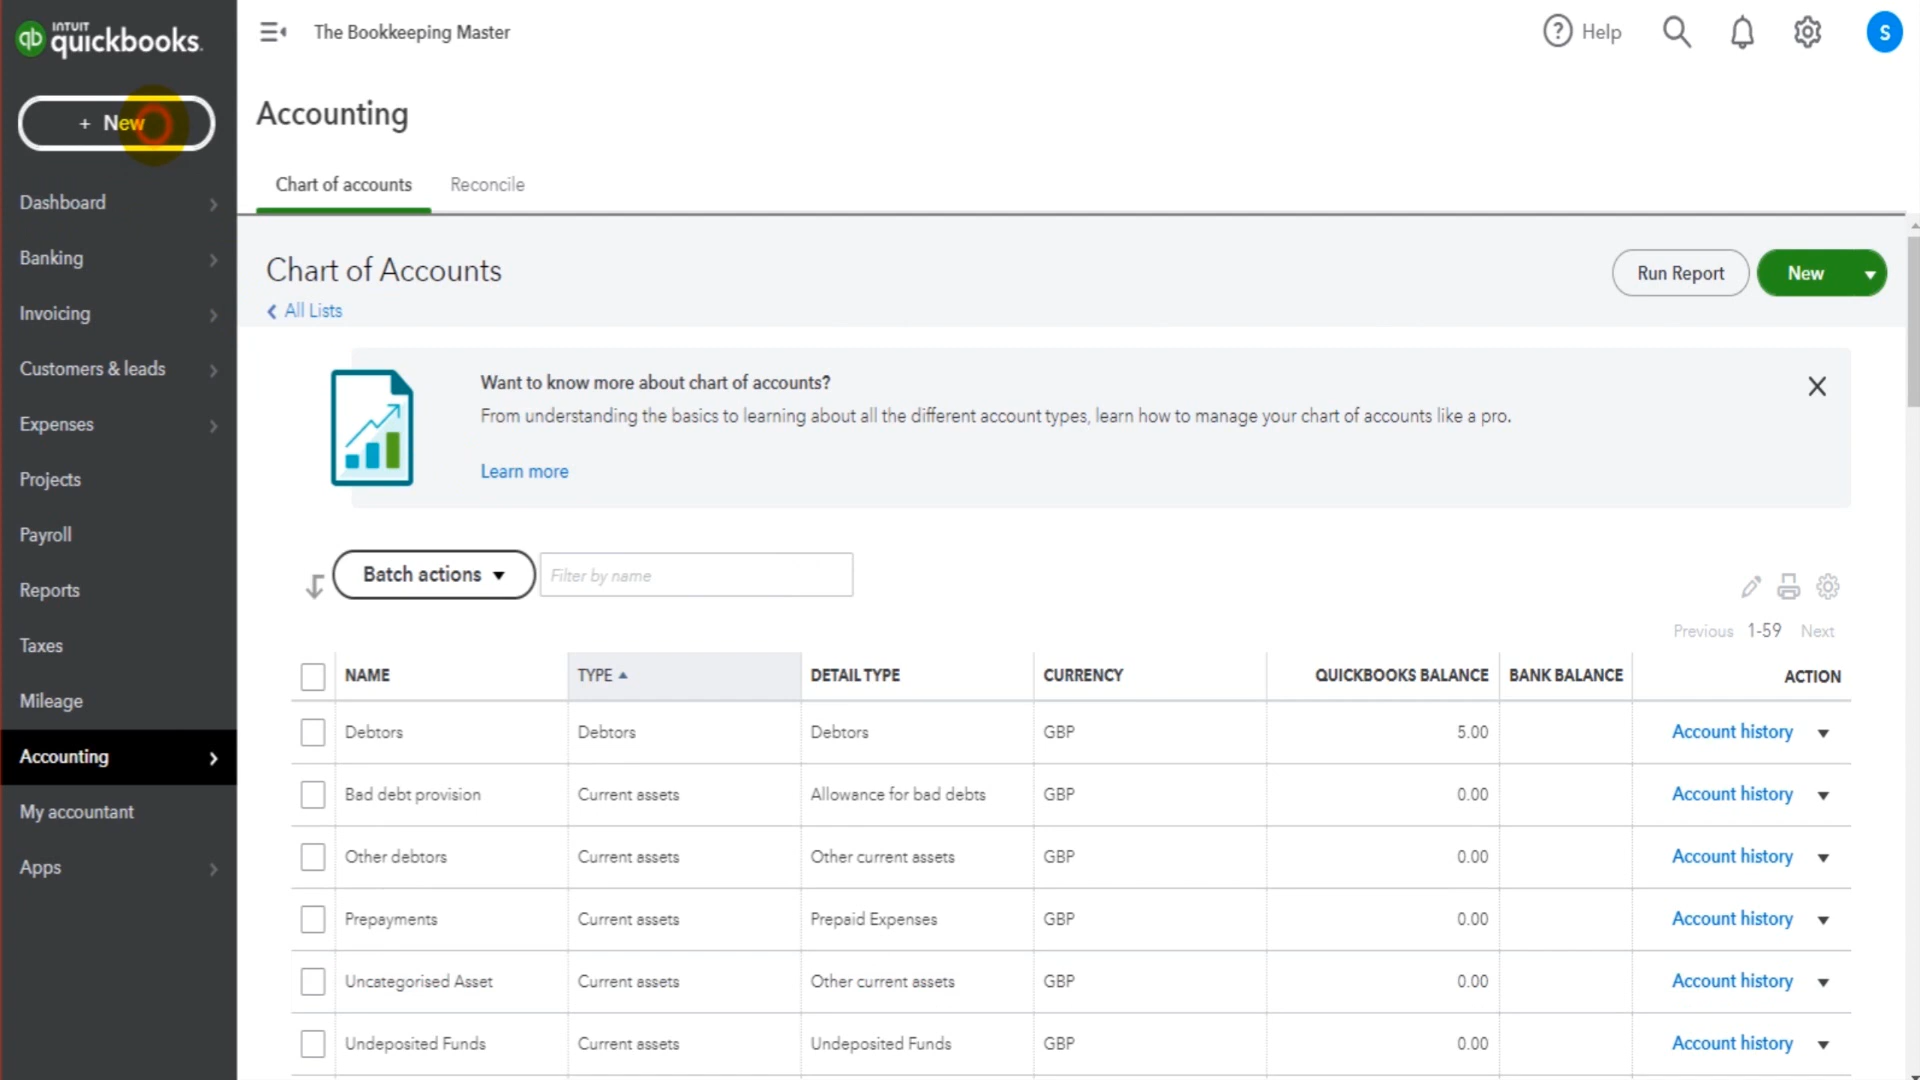 INTUIT
qb quickbooks.
The Bookkeeping Master
? Help
S
+ New
Accounting
Chart of accounts
Reconcile
Dashboard
Banking
Invoicing
Customers & leads
Expenses
Projects
Payroll
Reports
Taxes
Mileage
Accounting
My accountant
Apps
Chart of Accounts
All Lists
Run Report
New
Want to know more about chart of accounts?
From understanding the basics to learning about all the different account types, learn how to manage your chart of accounts like a pro.
Learn more
Batch actions
Filter by name
Previous 1-59 Next
NAME TYPE DETAIL TYPE CURRENCY QUICKBOOKS BALANCE BANK BALANCE ACTION
Debtors Debtors Debtors GBP 5.00 Account history
Bad debt provision Current assets Allowance for bad debts GBP 0.00 Account history
Other debtors Current assets Other current assets GBP 0.00 Account history
Prepayments Current assets Prepaid Expenses GBP 0.00 Account history
Uncategorised Asset Current assets Other current assets GBP 0.00 Account history
Undeposited Funds Current assets Undeposited Funds GBP 0.00 Account history